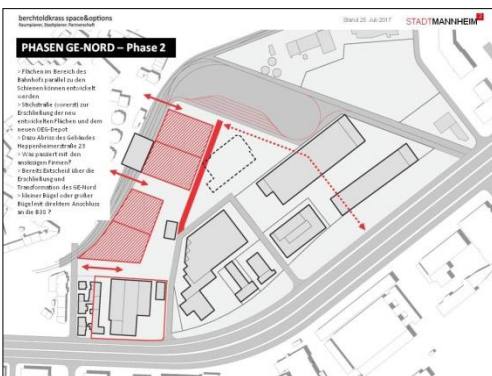 berchtoldkrass space&options
Raumplaner, Stadtplaner. Partnerschaft
Stand 25. Juli 2017
STADTMANNHEIM²
PHASEN GE-NORD – Phase 2
> Flächen im Bereich des
Bahnhofs parallel zu den
Schienen können entwickelt
werden
> Stichstraße (vorerst) zur
Erschließung der neu
entwickelten Flächen und dem
neuen OEG-Depot
> Dazu Abriss des Gebäudes
Heppenheimerstraße 23
> Was passiert mit den
ansässigen Firmen?
> Bereits Entscheid über die
Erschließung und
Transformation des GE-Nord
> kleiner Bügel oder großer
Bügel mit direktem Anschluss
an die B38 ?